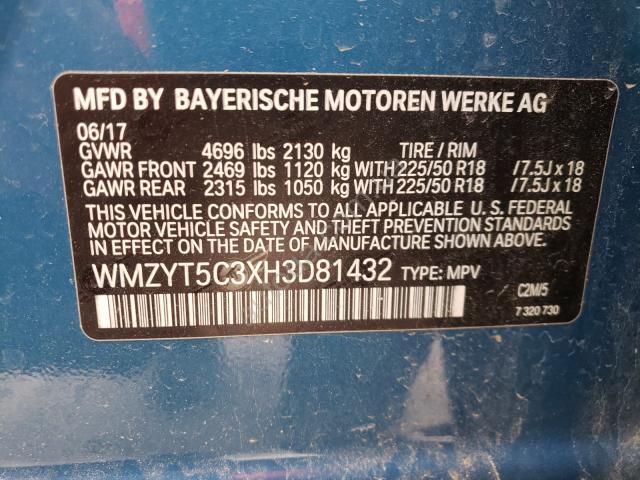 MFD BY BAYERISCHE MOTOREN WERKE AG
06/17
GVWR 4696 lbs 2130 kg TIRE / RIM
GAWR FRONT 2469 lbs 1120 kg WITH 225/50 R18 /7.5J x 18
GAWR REAR 2315 lbs 1050 kg WITH 225/50 R18 /7.5J x 18
THIS VEHICLE CONFORMS TO ALL APPLICABLE U.S. FEDERAL
MOTOR VEHICLE SAFETY AND THEFT PREVENTION STANDARDS
IN EFFECT ON THE DATE OF MANUFACTURE SHOWN ABOVE.
WMZYT5C3XH3D81432 TYPE: MPV
C2M/5
7 320 730